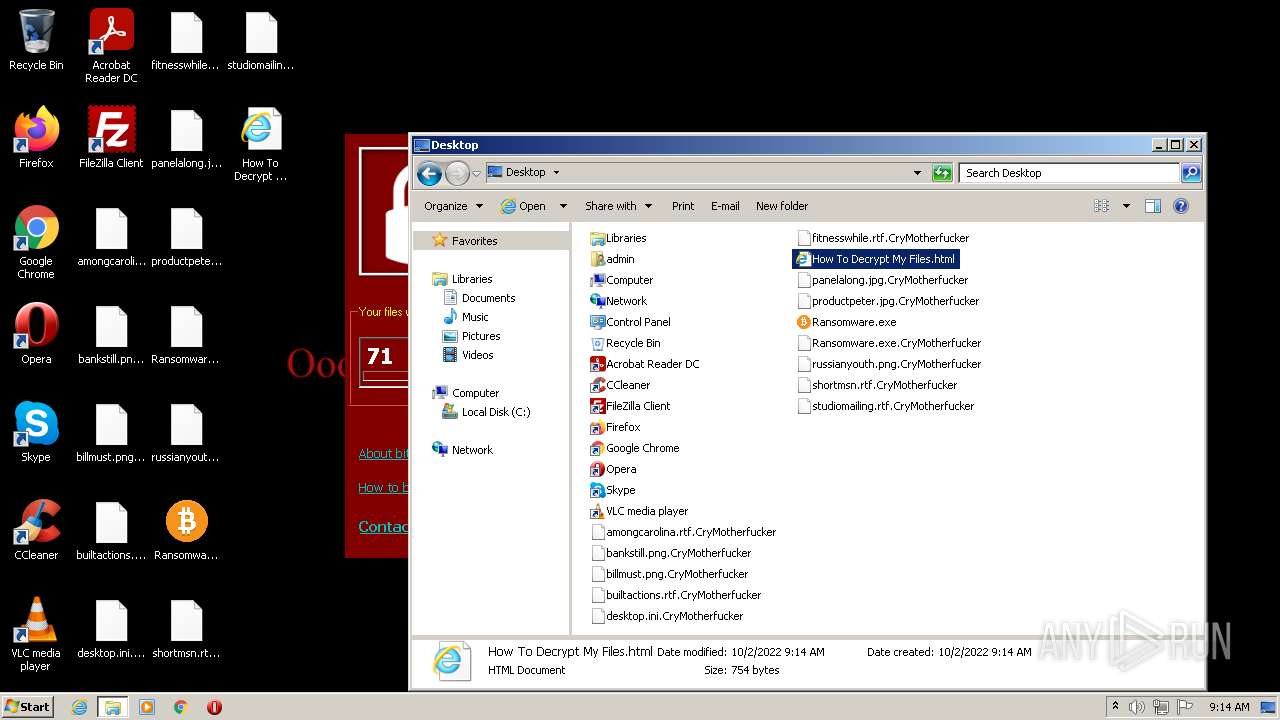 Recycle Bin
Acrobat
Reader DC
fitnesswhile...
studiomailin...
Firefox
FileZilla Client
panelalong.j...
How To
Decrypt ...
Google
Chrome
amongcaroli...
productpete...
Opera
bankstill.pn...
Ransomwar...
Skype
billmust.png...
russianyout...
CCleaner
builtactions....
Ransomwa...
VLC media
player
desktop.ini....
shortmsn.rt...
Ooo
Your files
71
About bit
How to b
Contac
Desktop
Desktop
Search Desktop
Organize
Open
Share with
Print
E-mail
New folder
Favorites
Libraries
Documents
Music
Pictures
Videos
Computer
Local Disk (C:)
Network
Libraries
admin
Computer
Network
Control Panel
Recycle Bin
Acrobat Reader DC
CCleaner
FileZilla Client
Firefox
Google Chrome
Opera
Skype
VLC media player
amongcarolina.rtf.CryMotherfucker
bankstill.png.CryMotherfucker
billmust.png.CryMotherfucker
builtactions.rtf.CryMotherfucker
desktop.ini.CryMotherfucker
fitnesswhile.rtf.CryMotherfucker
How To Decrypt My Files.html
panelalong.jpg.CryMotherfucker
productpeter.jpg.CryMotherfucker
Ransomware.exe
Ransomware.exe.CryMotherfucker
russianyouth.png.CryMotherfucker
shortmsn.rtf.CryMotherfucker
studiomailing.rtf.CryMotherfucker
How To Decrypt My Files.html Date modified: 10/2/2022 9:14 AM Date created: 10/2/2022 9:14 AM
HTML Document Size: 754 bytes
ANY RUN
Start
9:14 AM